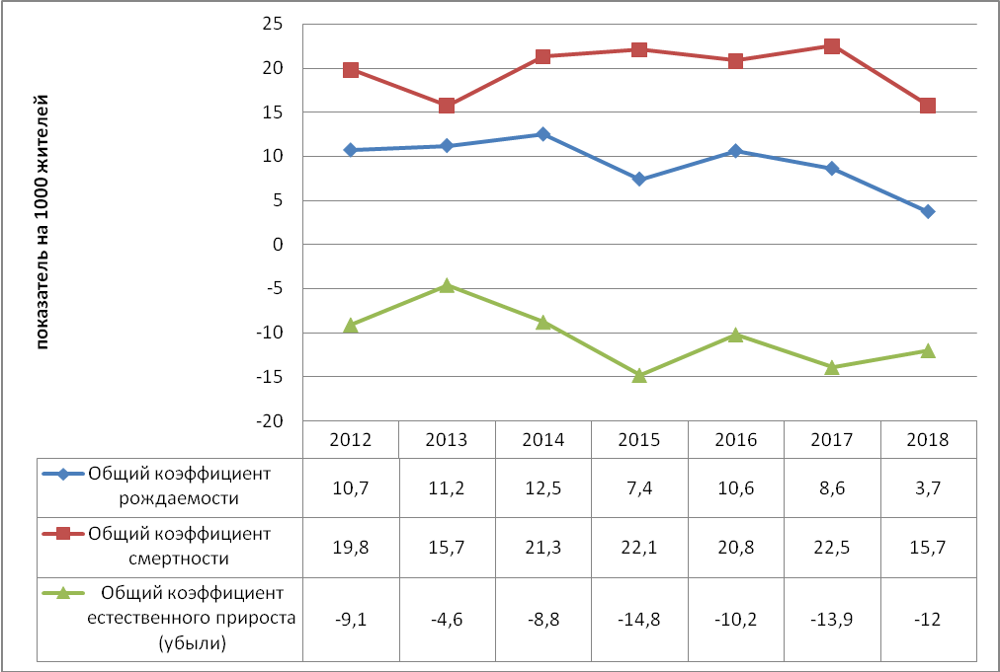 показатель на 1000 жителей
25
20
15
10
5
0
-5
-10
-15
-20
2012 2013 2014 2015 2016 2017 2018
Общий коэффициент
рождаемости
10,7 11,2 12,5 7,4 10,6 8,6 3,7
Общий коэффициент
смертности
19,8 15,7 21,3 22,1 20,8 22,5 15,7
Общий коэффициент
естественного прироста
(убыли)
-9,1 -4,6 -8,8 -14,8 -10,2 -13,9 -12